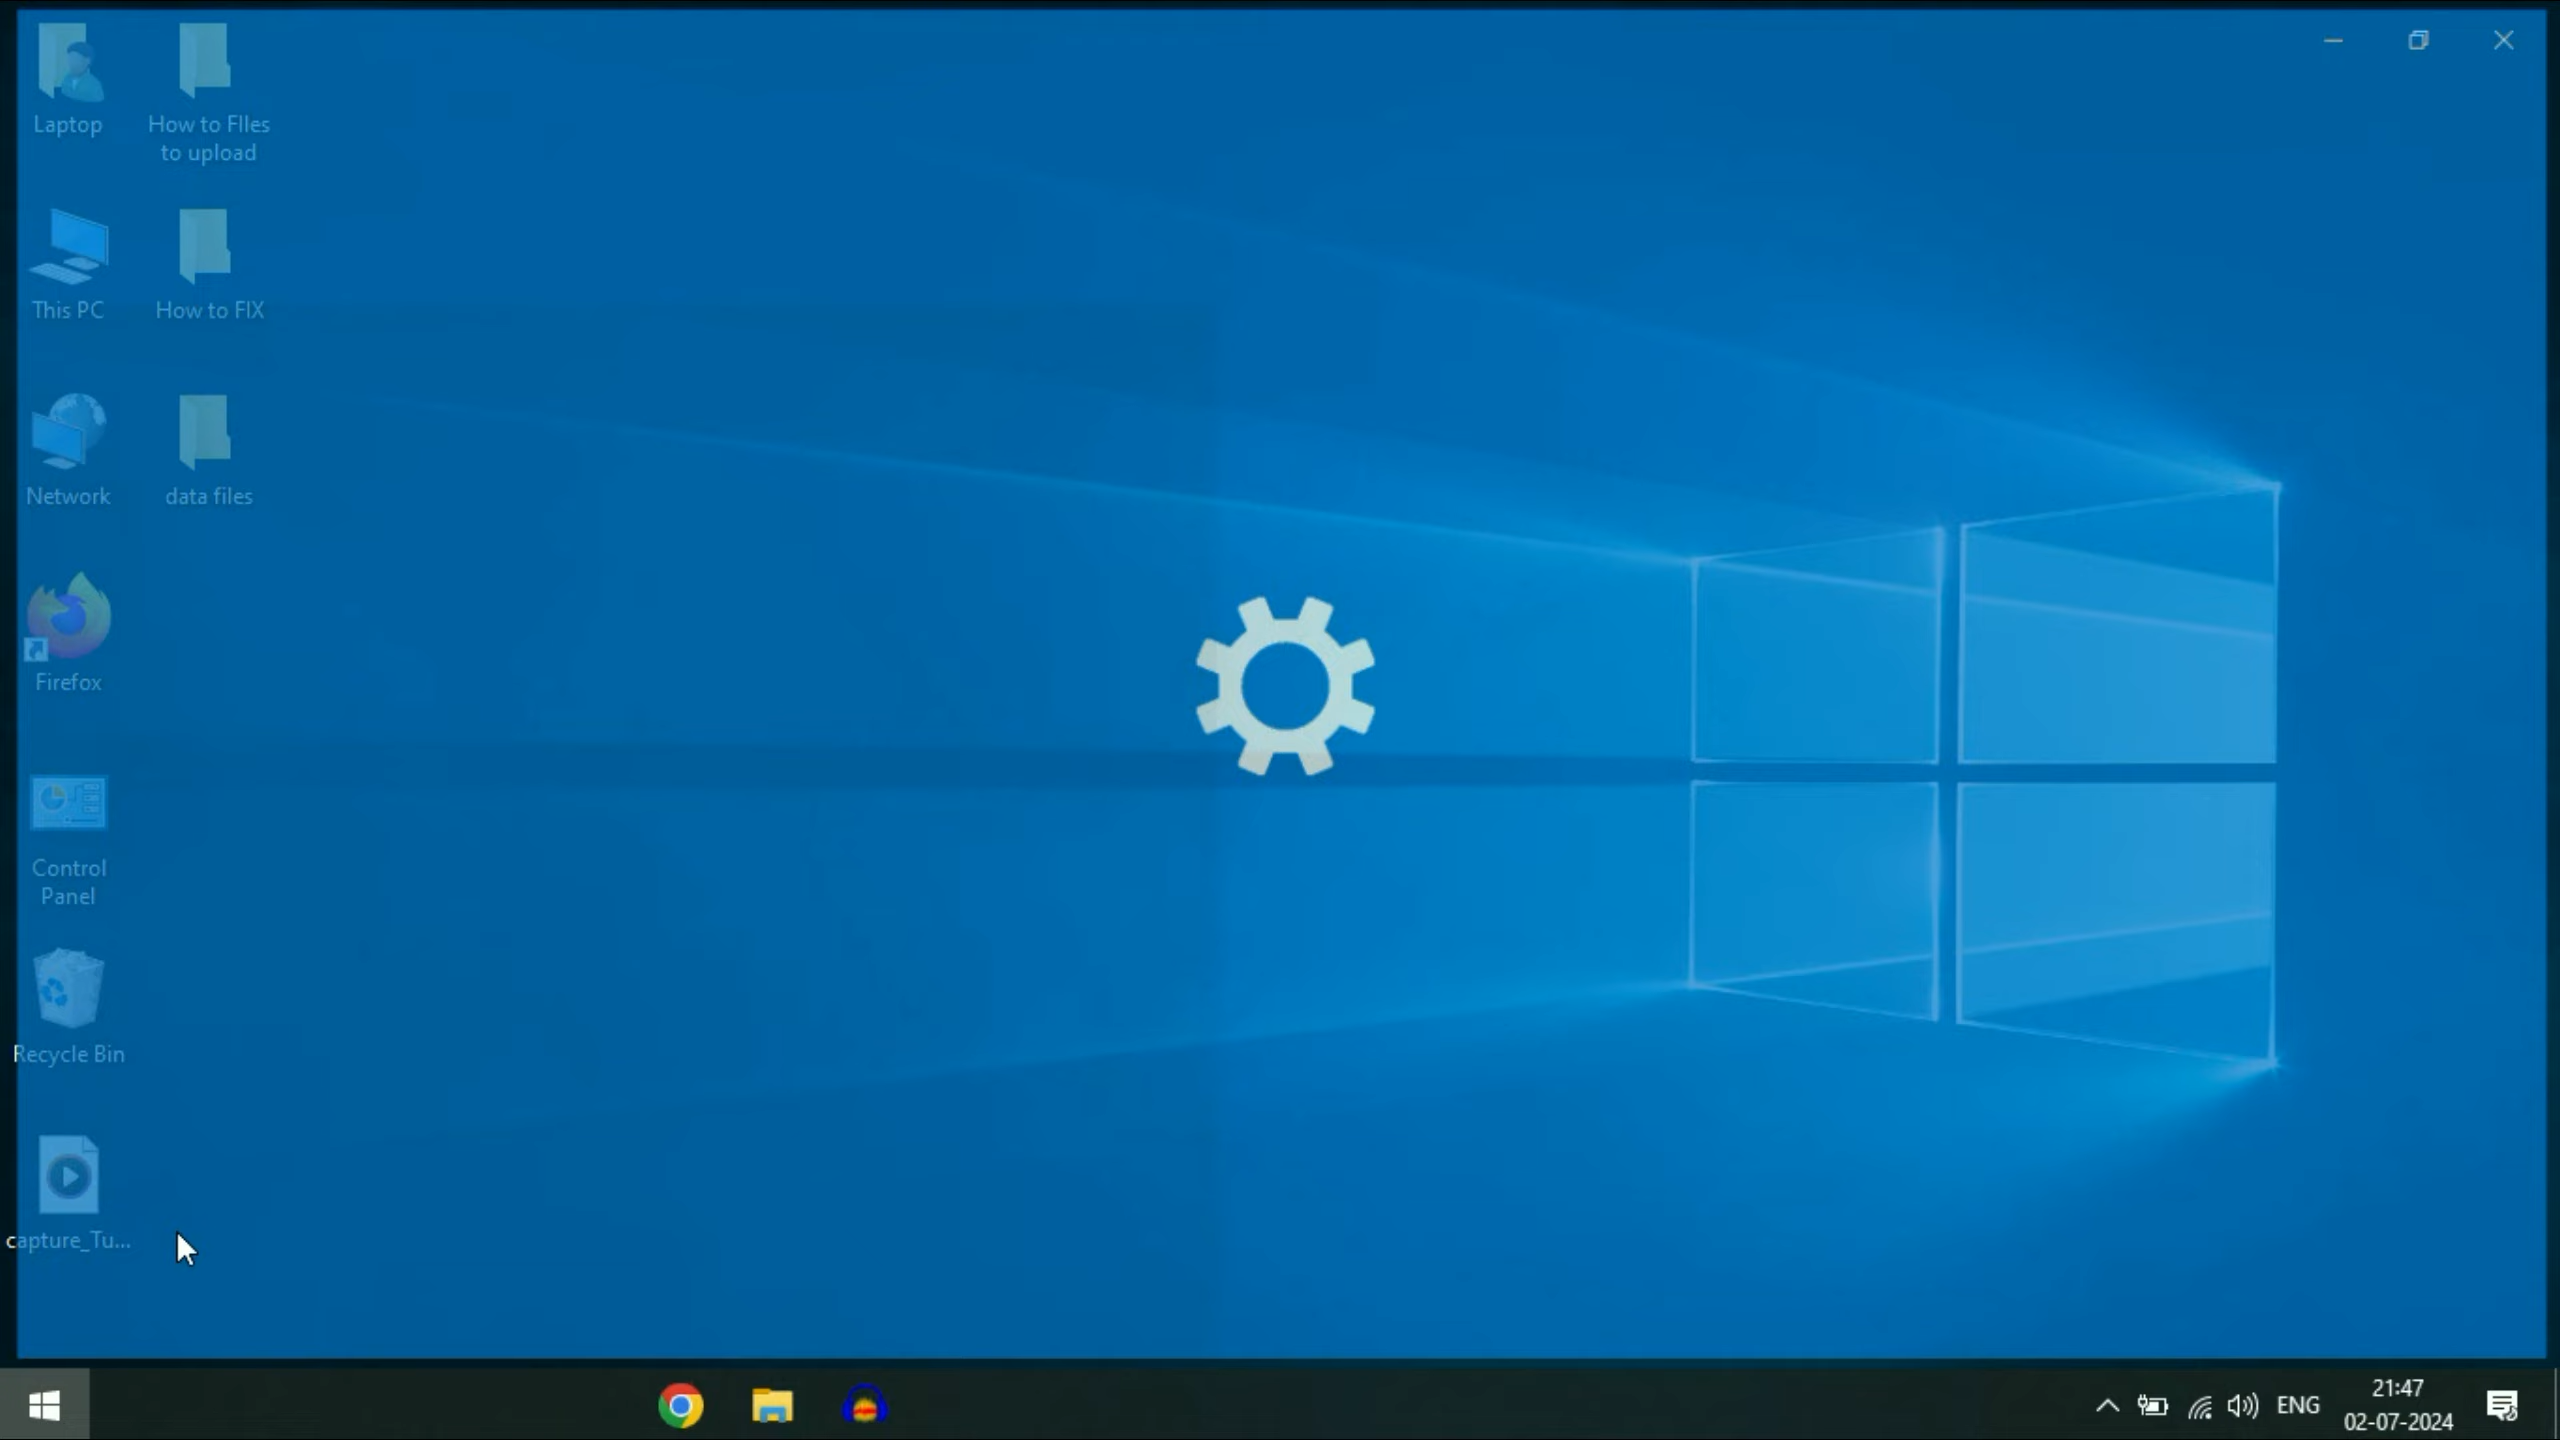 Laptop
How to FIles
to upload
This PC
How to FIX
Network
data files
Firefox
Control
Panel
Recycle Bin
capture_Tu...
ENG
21:47
02-07-2024